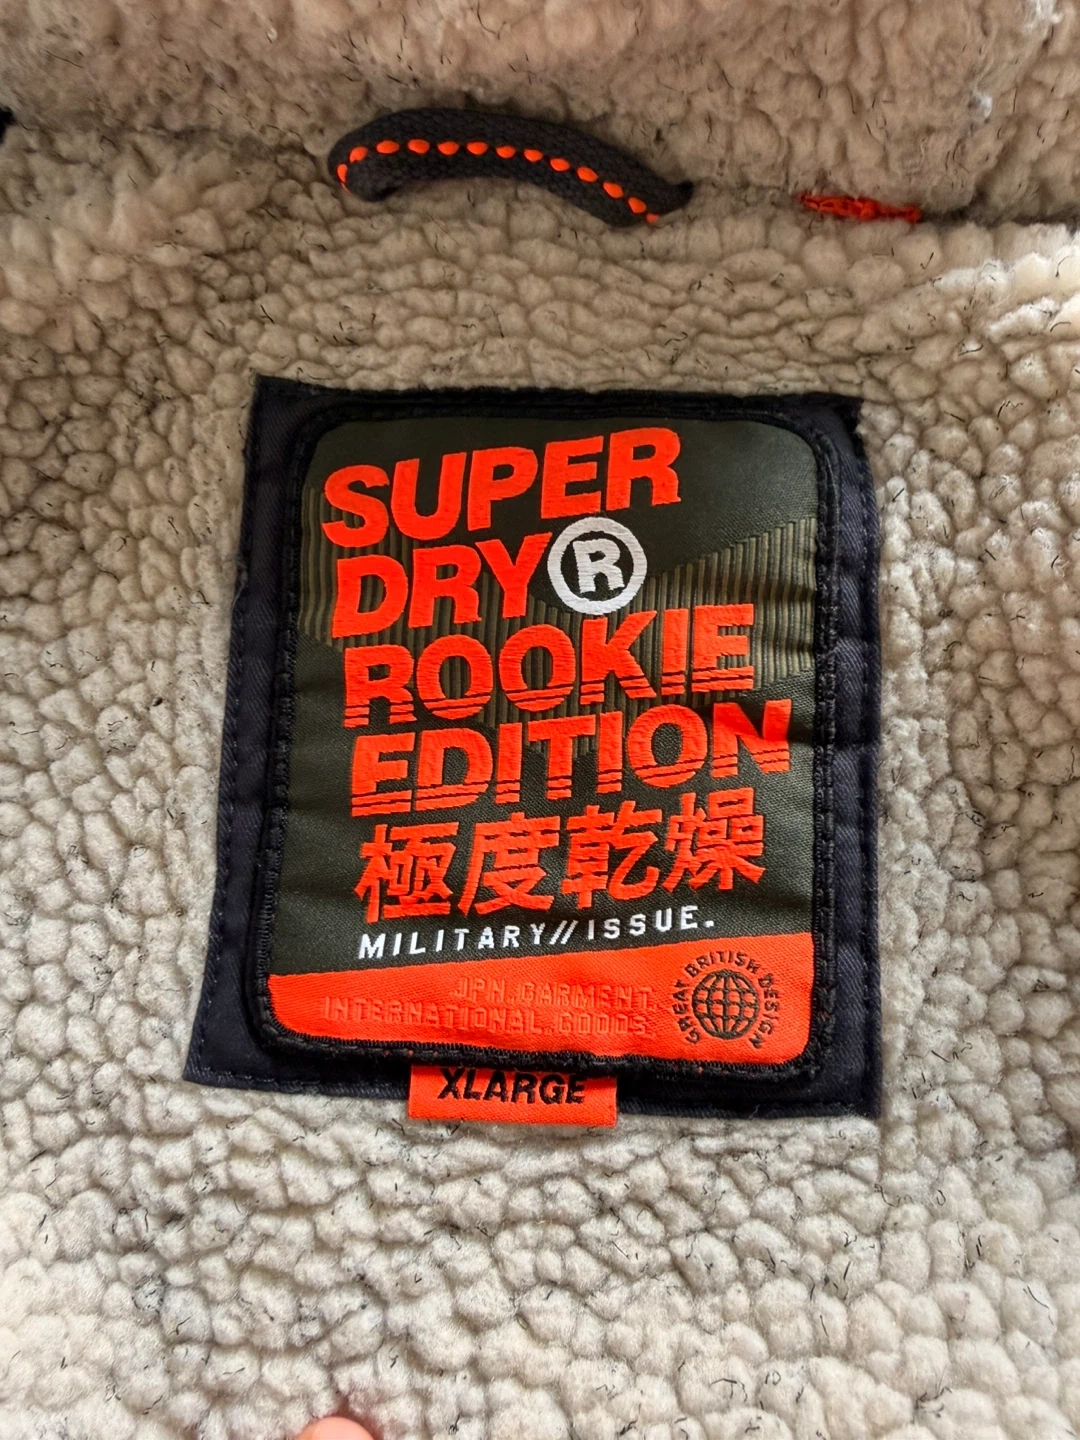 SUPER
DRY®
ROOKIE
EDITION
極度乾燥
MILITARY//ISSUE.
JPN.GARMENT.
INTERNATIONAL.GOODS.
GREAT BRITISH DESIGN
XLARGE